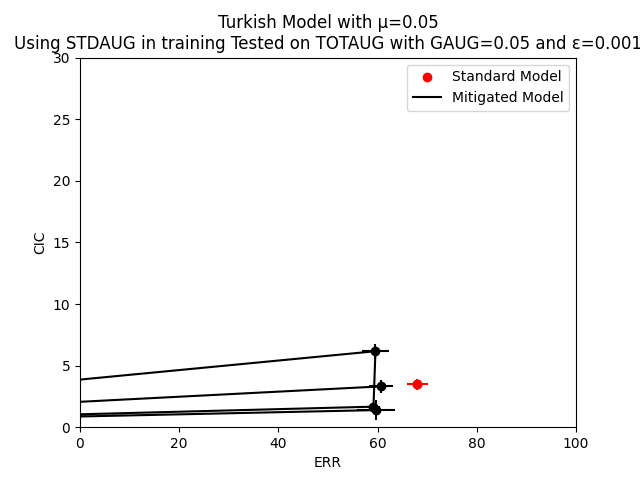 Turkish Model with μ=0.05
Using STDAUG in training Tested on TOTAUG with GAUG=0.05 and ε=0.001
Standard Model
Mitigated Model
30
25
20
15
10
5
0
CIC
0 20 40 60 80 100
ERR